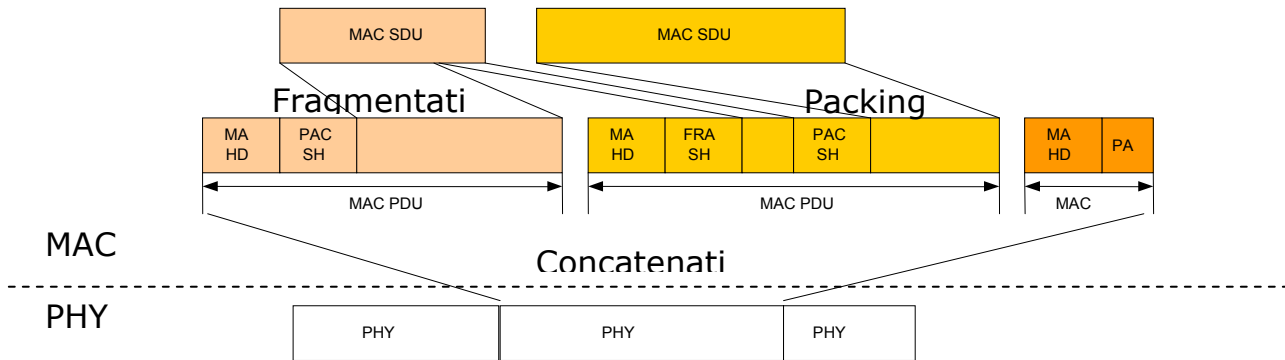 MAC SDU
MAC SDU
Fragmentati
Packing
MA
HD
PAC
SH
MA
HD
FRA
SH
PAC
SH
MA
HD
PA
MAC PDU
MAC PDU
MAC
MAC
Concatenati
PHY
PHY
PHY
PHY